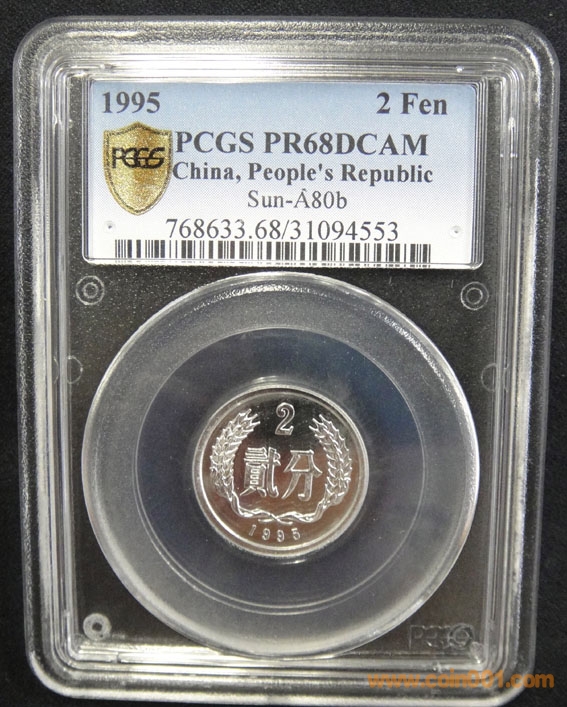 1995 2 Fen
PCGS
PCGS PR68DCAM
China, People's Republic
Sun-Â80b
768633.68/31094553
2
貳分
1995
PCGS
www.coin001.com